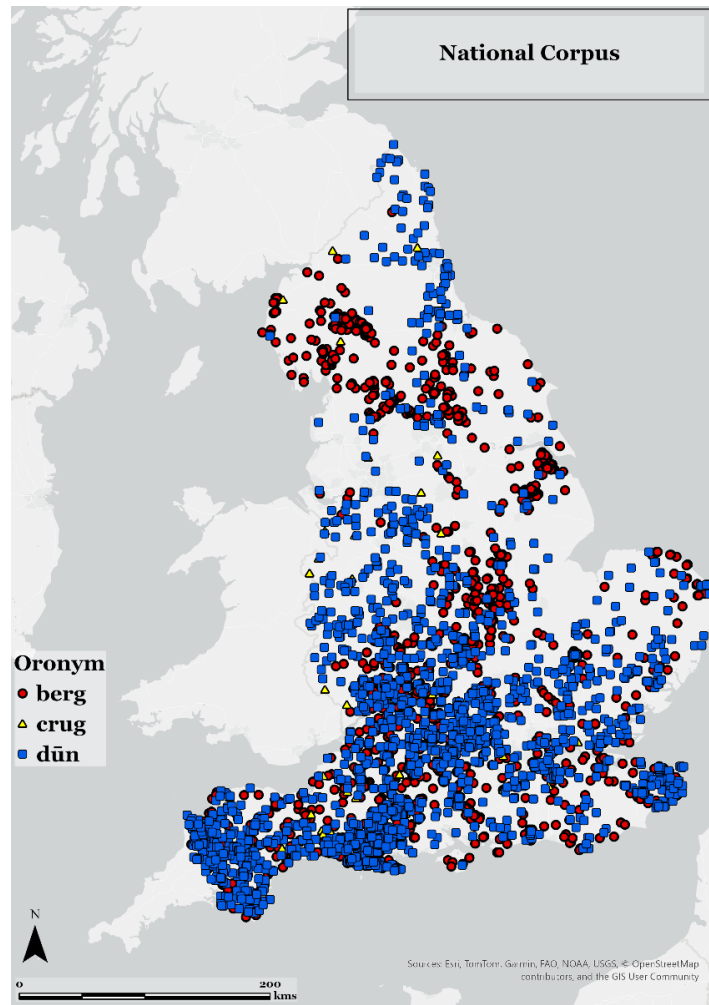 National Corpus
Oronym
berg
crug
dūn
N
0 200
kms
Sources: Esri, TomTom, Garmin, FAO, NOAA, USGS, © OpenStreetMap
contributors, and the GIS User Community